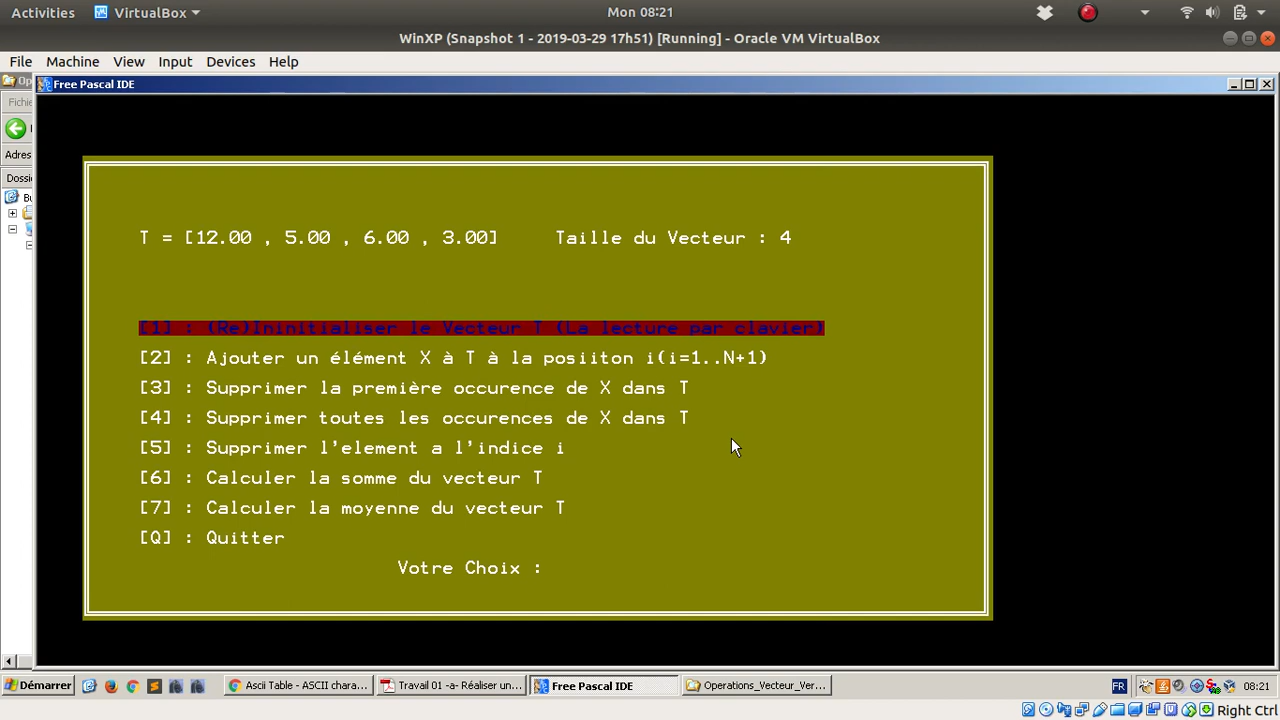 Activities VirtualBox Mon 08:21
WinXP (Snapshot 1 - 2019-03-29 17h51) [Running] - Oracle VM VirtualBox
File Machine View Input Devices Help
Free Pascal IDE
Fichie
Adres
Dossie
T = [12.00 , 5.00 , 6.00 , 3.00] Taille du Vecteur : 4
[1] : (Re)Ininitialiser le Vecteur T (La lecture par clavier)
[2] : Ajouter un élément X à T à la posiiton i(i=1..N+1)
[3] : Supprimer la première occurence de X dans T
[4] : Supprimer toutes les occurences de X dans T
[5] : Supprimer l'element a l'indice i
[6] : Calculer la somme du vecteur T
[7] : Calculer la moyenne du vecteur T
[Q] : Quitter
Votre Choix :
Démarrer Ascii Table - ASCII chara... Travail 01 -a- Réaliser un... Free Pascal IDE Operations_Vecteur_Ver... FR 08:21
Right Ctrl